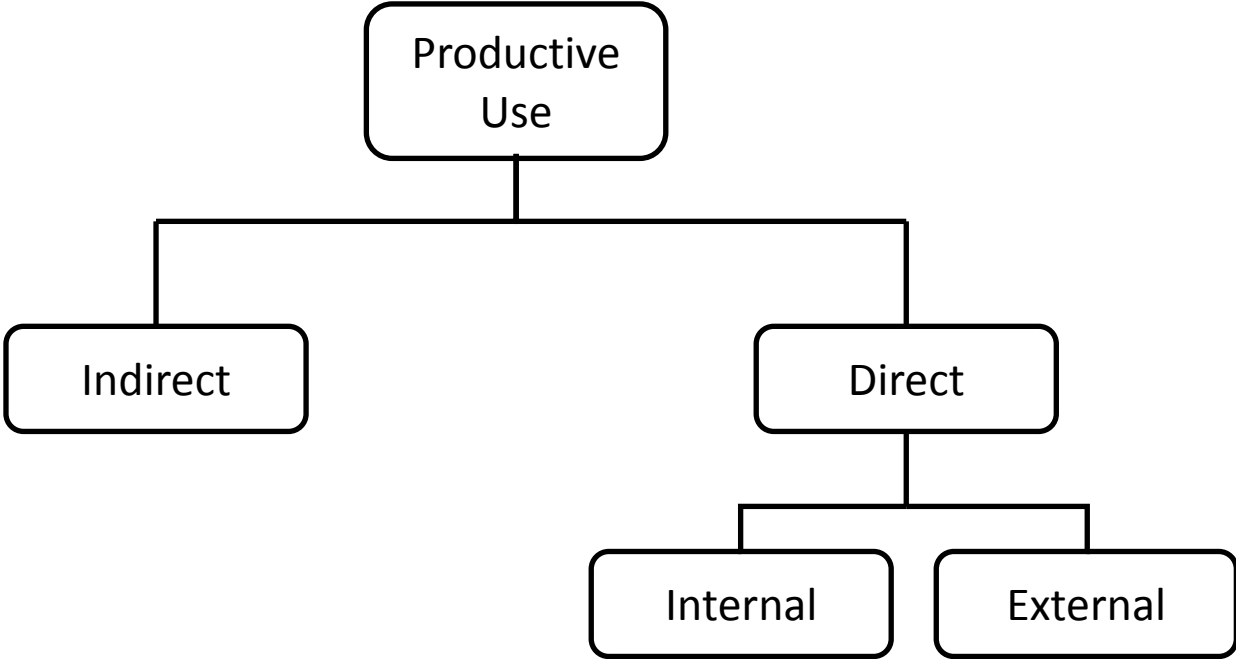 Productive
Use
Indirect
Direct
Internal
External